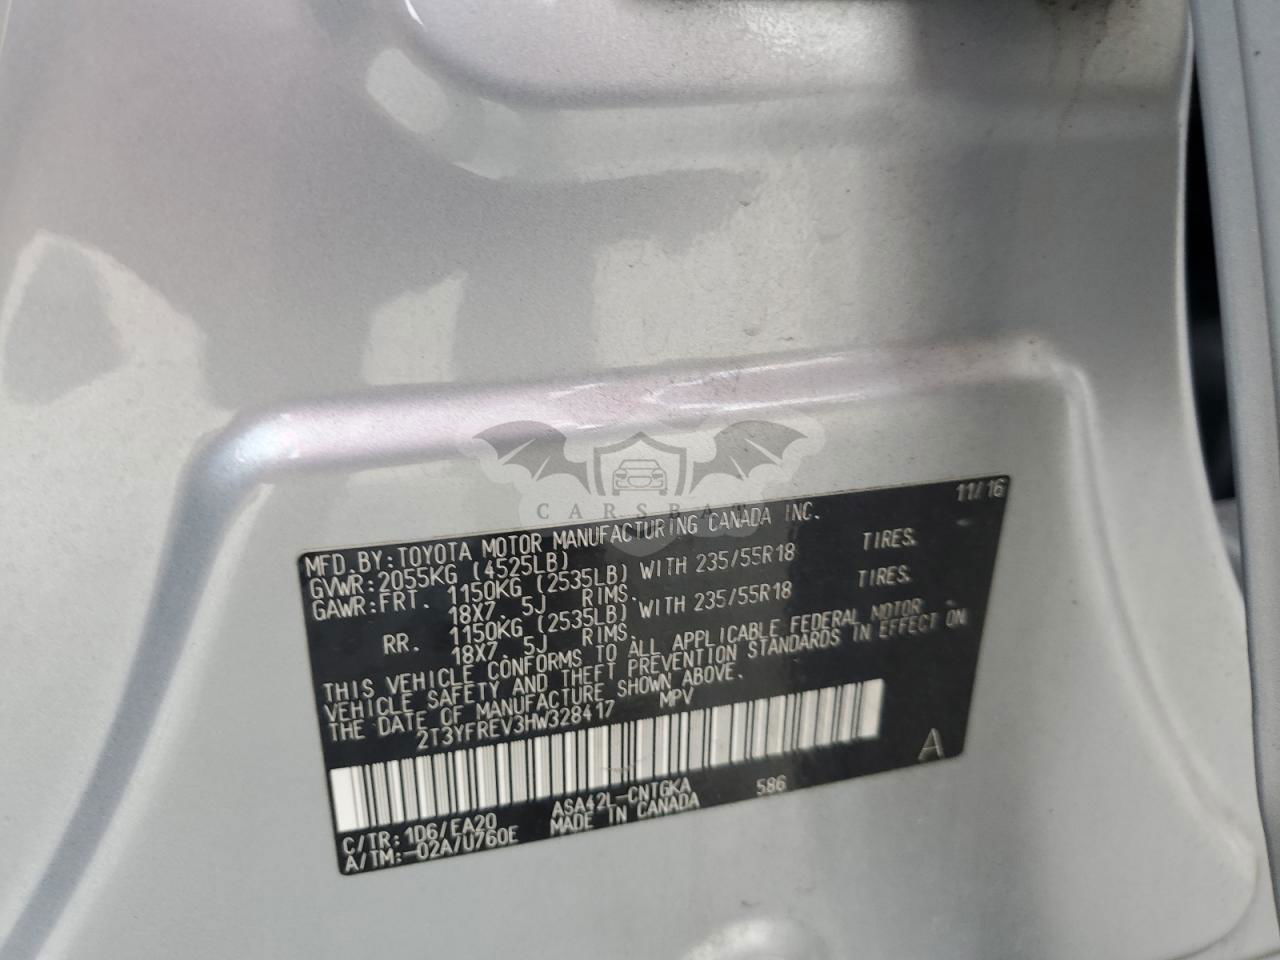 CARSBA
11/16
MFD.BY:TOYOTA MOTOR MANUFACTURING CANADA INC.
GVWR:2055KG (4525LB)
GAWR:FRT. 1150KG (2535LB) WITH 235/55R18 TIRES.
18X7.5J RIMS.
RR. 1150KG (2535LB) WITH 235/55R18 TIRES.
18X7.5J RIMS.
THIS VEHICLE CONFORMS TO ALL APPLICABLE FEDERAL MOTOR
VEHICLE SAFETY AND THEFT PREVENTION STANDARDS IN EFFECT ON
THE DATE OF MANUFACTURE SHOWN ABOVE.
2T3YFREV3HW328417 MPV
A
C/TR:1D6/EA20 ASA42L-CNTGKA 586
A/TM:-02A/U760E MADE IN CANADA